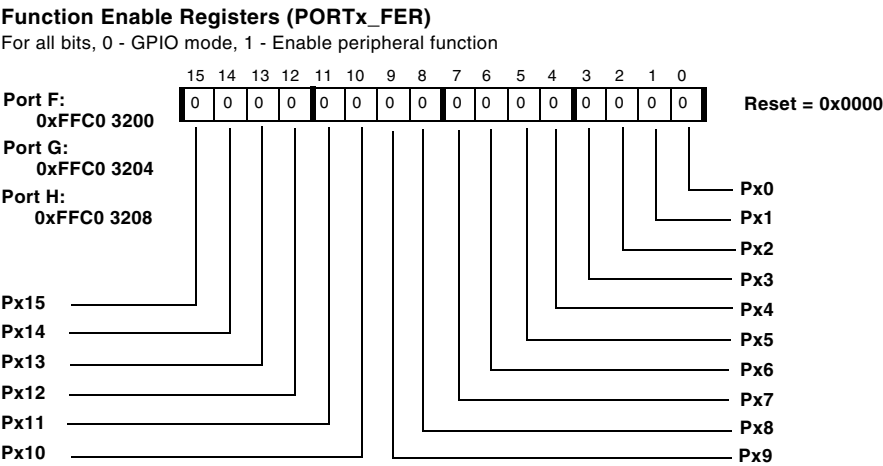 Function Enable Registers (PORTx_FER)
For all bits, 0 - GPIO mode, 1 - Enable peripheral function
15 14 13 12 11 10 9 8 7 6 5 4 3 2 1 0
Port F:
0 0 0 0 0 0 0 0 0 0 0 0 0 0 0 0
Reset = 0x0000
0xFFC0 3200
Port G:
0xFFC0 3204
Port H:
0xFFC0 3208
Px0
Px1
Px2
Px3
Px4
Px5
Px6
Px7
Px8
Px9
Px15
Px14
Px13
Px12
Px11
Px10